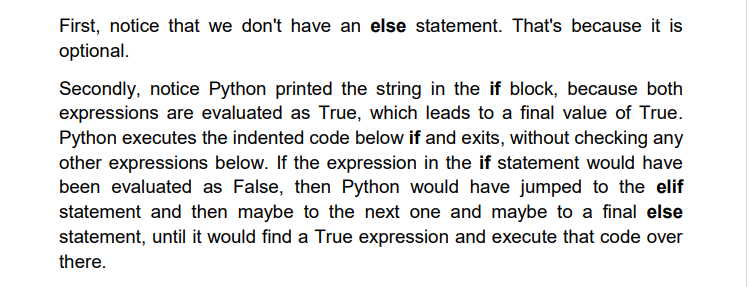 First, notice that we don't have an else statement. That's because it is
optional.
Secondly, notice Python printed the string in the if block, because both
expressions are evaluated as True, which leads to a final value of True.
Python executes the indented code below if and exits, without checking any
other expressions below. If the expression in the if statement would have
been evaluated as False, then Python would have jumped to the elif
statement and then maybe to the next one and maybe to a final else
statement, until it would find a True expression and execute that code over
there.